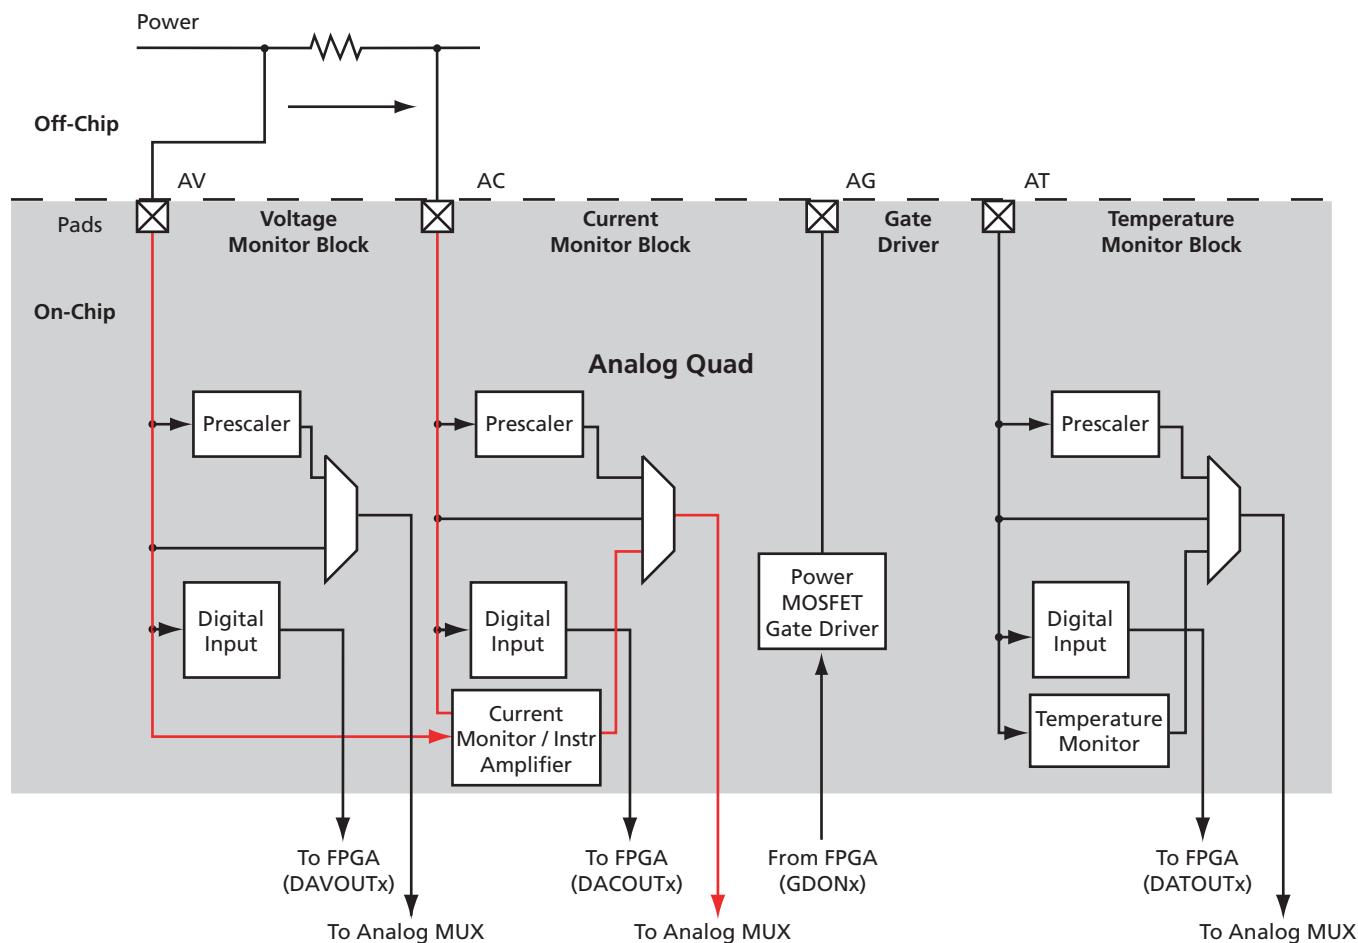 Power
Off-Chip
AV
AC
AG
AT
Pads
Voltage
Monitor Block
Current
Monitor Block
Gate
Driver
Temperature
Monitor Block
On-Chip
Analog Quad
Prescaler
Prescaler
Prescaler
Power
MOSFET
Gate Driver
Digital
Input
Digital
Input
Digital
Input
Current
Monitor / Instr
Amplifier
Temperature
Monitor
To FPGA
(DAVOUTx)
To FPGA
(DACOUTx)
From FPGA
(GDONx)
To FPGA
(DATOUTx)
To Analog MUX
To Analog MUX
To Analog MUX